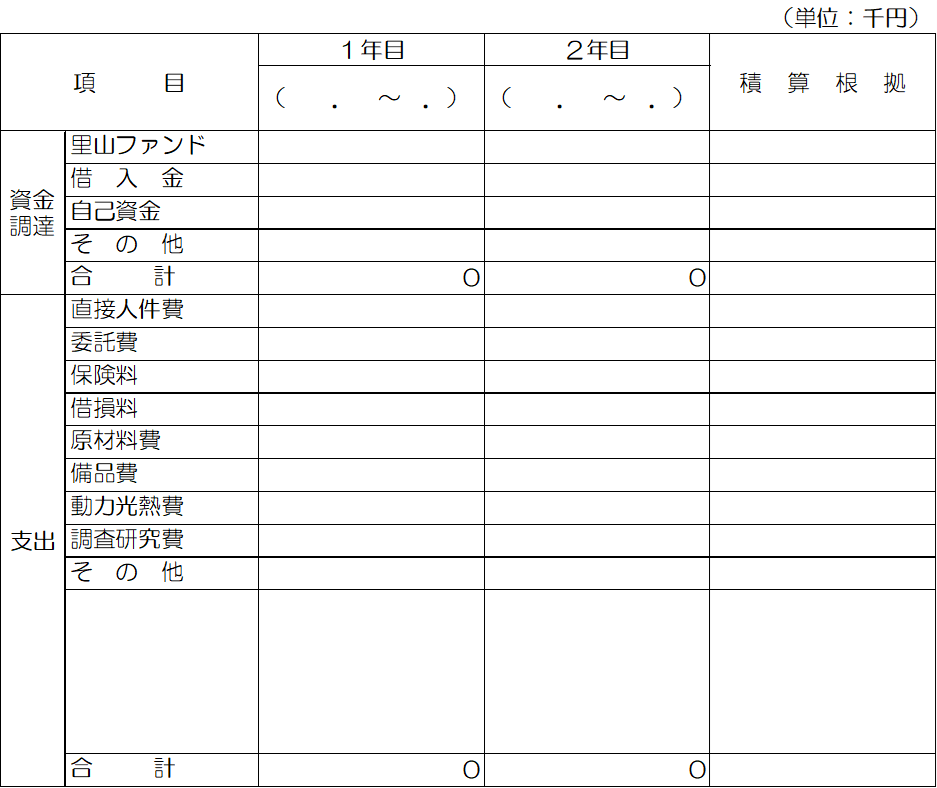 （単位：千円）
項　　　目
１年目
２年目
積　算　根　拠
（　　．　～　．）
（　　．　～　．）
資金
調達
里山ファンド
借　入　金
自己資金
そ　の　他
合　　　計
0
0
支出
直接人件費
委託費
保険料
借損料
原材料費
備品費
動力光熱費
調査研究費
そ　の　他
合　　　計
0
0